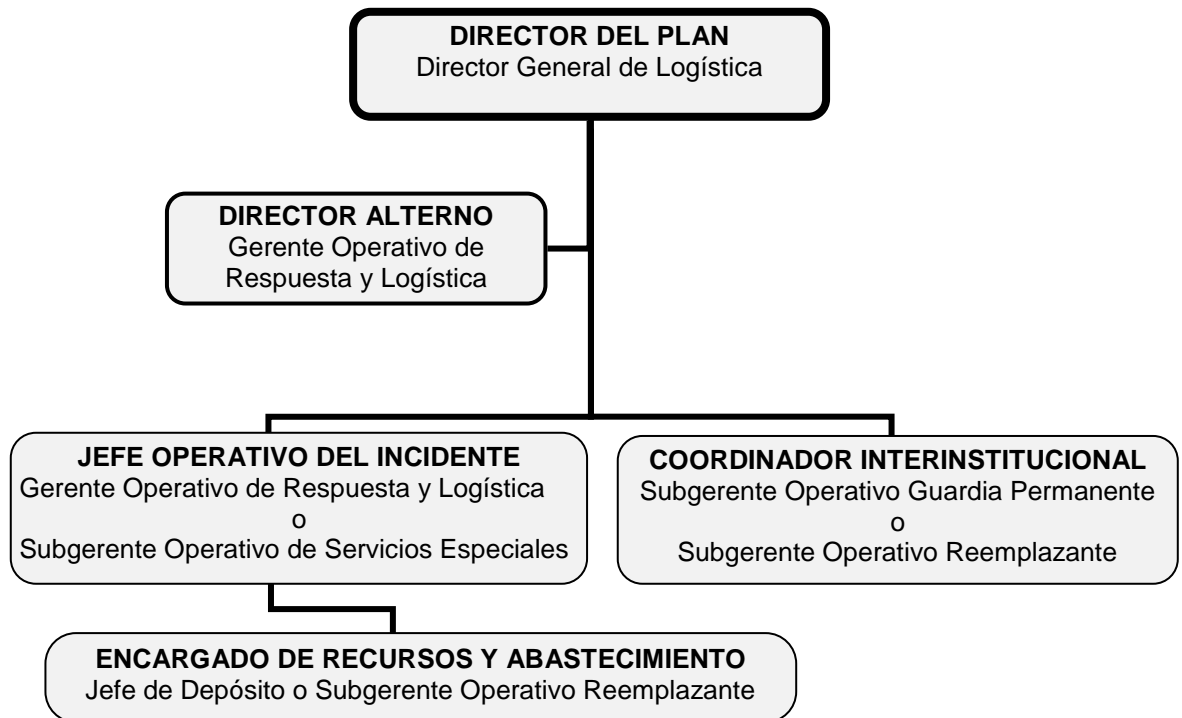 DIRECTOR DEL PLAN
Director General de Logística
DIRECTOR ALTERNO
Gerente Operativo de
Respuesta y Logística
JEFE OPERATIVO DEL INCIDENTE
Gerente Operativo de Respuesta y Logística
o
Subgerente Operativo de Servicios Especiales
COORDINADOR INTERINSTITUCIONAL
Subgerente Operativo Guardia Permanente
o
Subgerente Operativo Reemplazante
ENCARGADO DE RECURSOS Y ABASTECIMIENTO
Jefe de Depósito o Subgerente Operativo Reemplazante